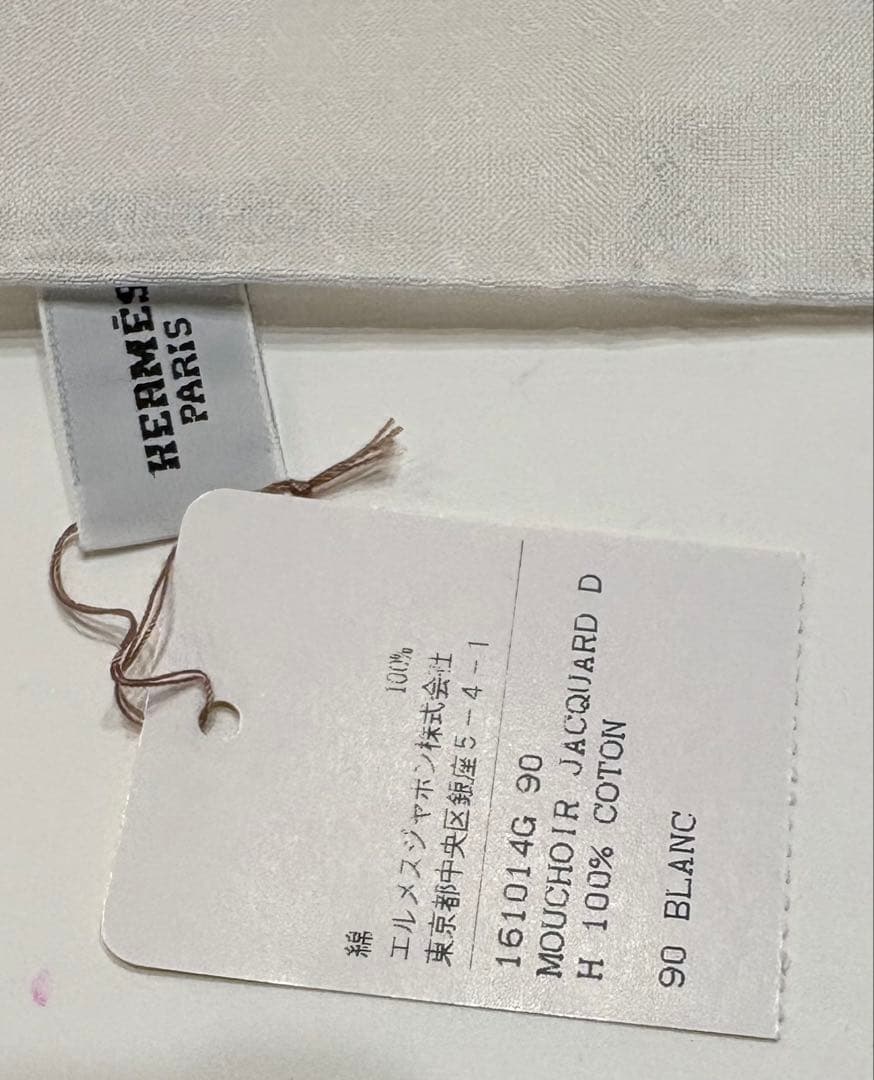 HERMÈS
PARIS
綿 100%
エルメスジャポン株式会社
東京都中央区銀座5-4-1
161014G 90
MOUCHOIR JACQUARD D
H 100% COTON
90 BLANC